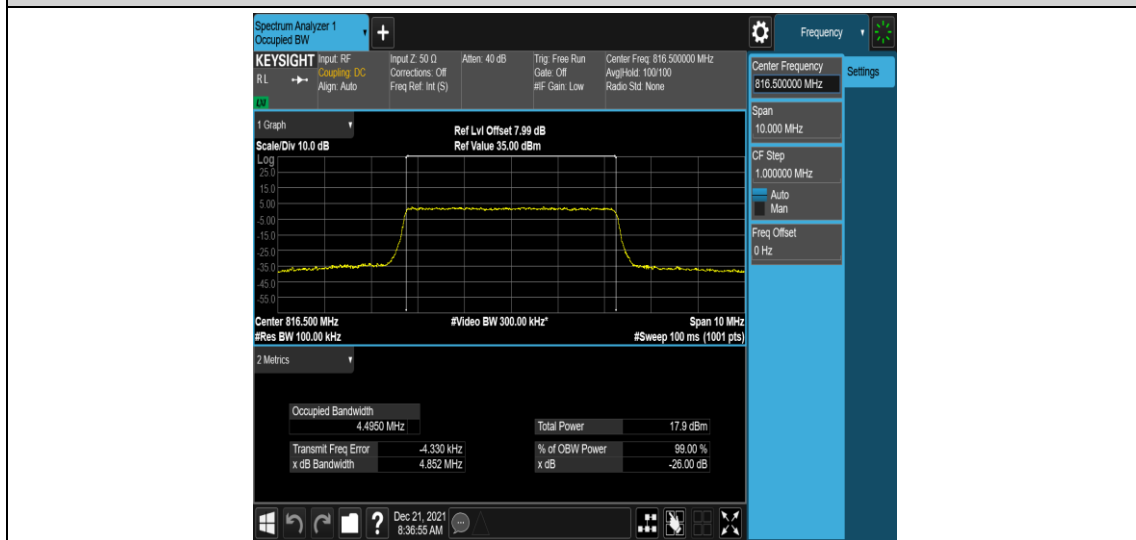 Spectrum Analyzer 1
Occupied BW
Frequency
KEYSIGHT
Input: RF
Coupling: DC
Align: Auto
Input Z: 50 Ω
Corrections: Off
Freq Ref: Int (S)
Atten: 40 dB
Trig: Free Run
Gate: Off
#IF Gain: Low
Center Freq: 816.500000 MHz
Avg|Hold: 100/100
Radio Std: None
R L
LXI
Center Frequency
816.500000 MHz
Settings
Span
10.000 MHz
CF Step
1.000000 MHz
Auto
Man
Freq Offset
0 Hz
1 Graph
Ref Lvl Offset 7.99 dB
Scale/Div 10.0 dB
Ref Value 35.00 dBm
Log
25.0
15.0
5.00
-5.00
-15.0
-25.0
-35.0
-45.0
-55.0
Center 816.500 MHz
#Video BW 300.00 kHz*
Span 10 MHz
#Res BW 100.00 kHz
#Sweep 100 ms (1001 pts)
2 Metrics
Occupied Bandwidth
4.4950 MHz
Total Power 17.9 dBm
Transmit Freq Error -4.330 kHz
% of OBW Power 99.00 %
x dB Bandwidth 4.852 MHz
x dB -26.00 dB
?
Dec 21, 2021
8:36:55 AM